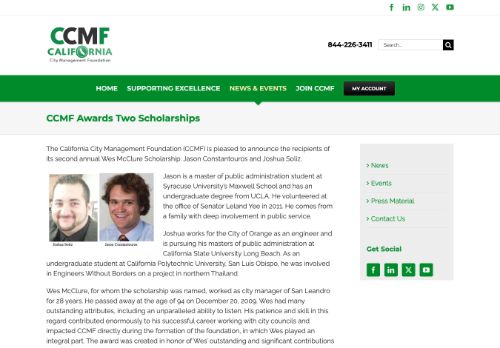 CCMF
CALIFORNIA
City Management Foundation
844-226-3411
Search...
HOME SUPPORTING EXCELLENCE NEWS & EVENTS JOIN CCMF MY ACCOUNT
CCMF Awards Two Scholarships
The California City Management Foundation (CCMF) is pleased to announce the recipients of
its second annual Wes McClure Scholarship: Jason Constantouros and Joshua Soliz.
Jason is a master of public administration student at
Syracuse University's Maxwell School and has an
undergraduate degree from UCLA. He volunteered at
the office of Senator Leland Yee in 2011. He comes from
a family with deep involvement in public service.
Joshua Soliz
Jason Constantouros
Joshua works for the City of Orange as an engineer and
is pursuing his masters of public administration at
California State University Long Beach. As an
undergraduate student at California Polytechnic University, San Luis Obispo, he was involved
in Engineers Without Borders on a project in northern Thailand.
Wes McClure, for whom the scholarship was named, worked as city manager of San Leandro
for 28 years. He passed away at the age of 94 on December 20, 2009. Wes had many
outstanding attributes, including an unparalleled ability to listen. His patience and skill in this
regard contributed enormously to his successful career working with city councils and
impacted CCMF directly during the formation of the foundation, in which Wes played an
integral part. The award was created in honor of Wes' outstanding and significant contributions
> News
> Events
> Press Material
> Contact Us
Get Social